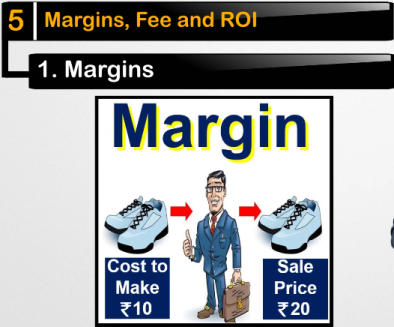 5 Margins, Fee and ROI
1. Margins
Margin
Cost to
Make
₹10
Sale
Price
₹20